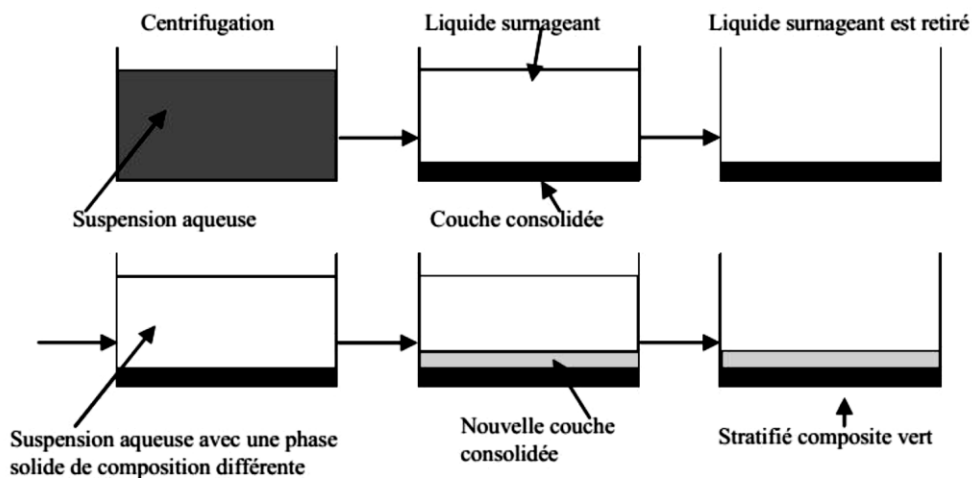 Centrifugation
Liquide surnageant
Liquide surnageant est retiré
Suspension aqueuse
Couche consolidée
Suspension aqueuse avec une phase
solide de composition différente
Nouvelle couche
consolidée
Stratifié composite vert